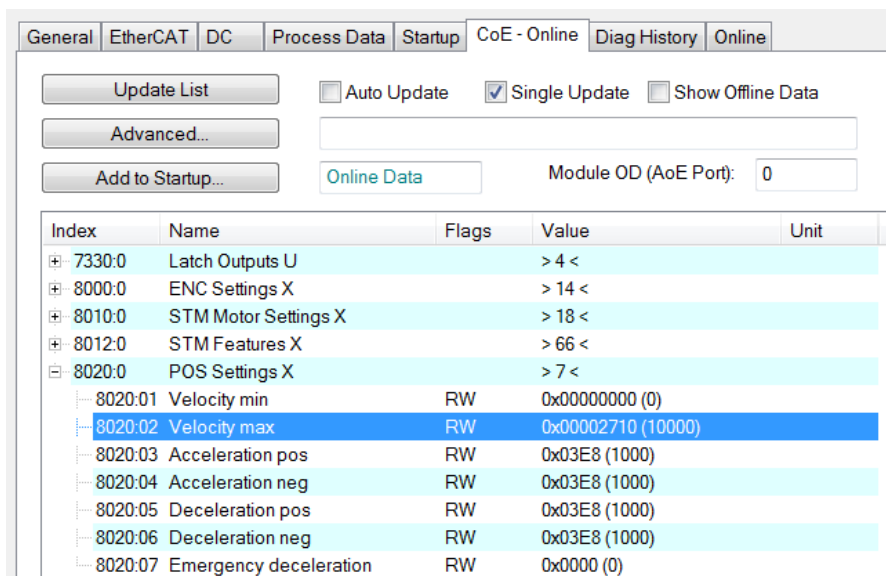 General EtherCAT DC Process Data Startup CoE - Online Diag History Online
Update List Auto Update Single Update Show Offline Data
Advanced...
Add to Startup... Online Data Module OD (AoE Port): 0
Index Name Flags Value Unit
7330:0 Latch Outputs U > 4 <
8000:0 ENC Settings X > 14 <
8010:0 STM Motor Settings X > 18 <
8012:0 STM Features X > 66 <
8020:0 POS Settings X > 7 <
8020:01 Velocity min RW 0x00000000 (0)
8020:02 Velocity max RW 0x00002710 (10000)
8020:03 Acceleration pos RW 0x03E8 (1000)
8020:04 Acceleration neg RW 0x03E8 (1000)
8020:05 Deceleration pos RW 0x03E8 (1000)
8020:06 Deceleration neg RW 0x03E8 (1000)
8020:07 Emergency deceleration RW 0x0000 (0)